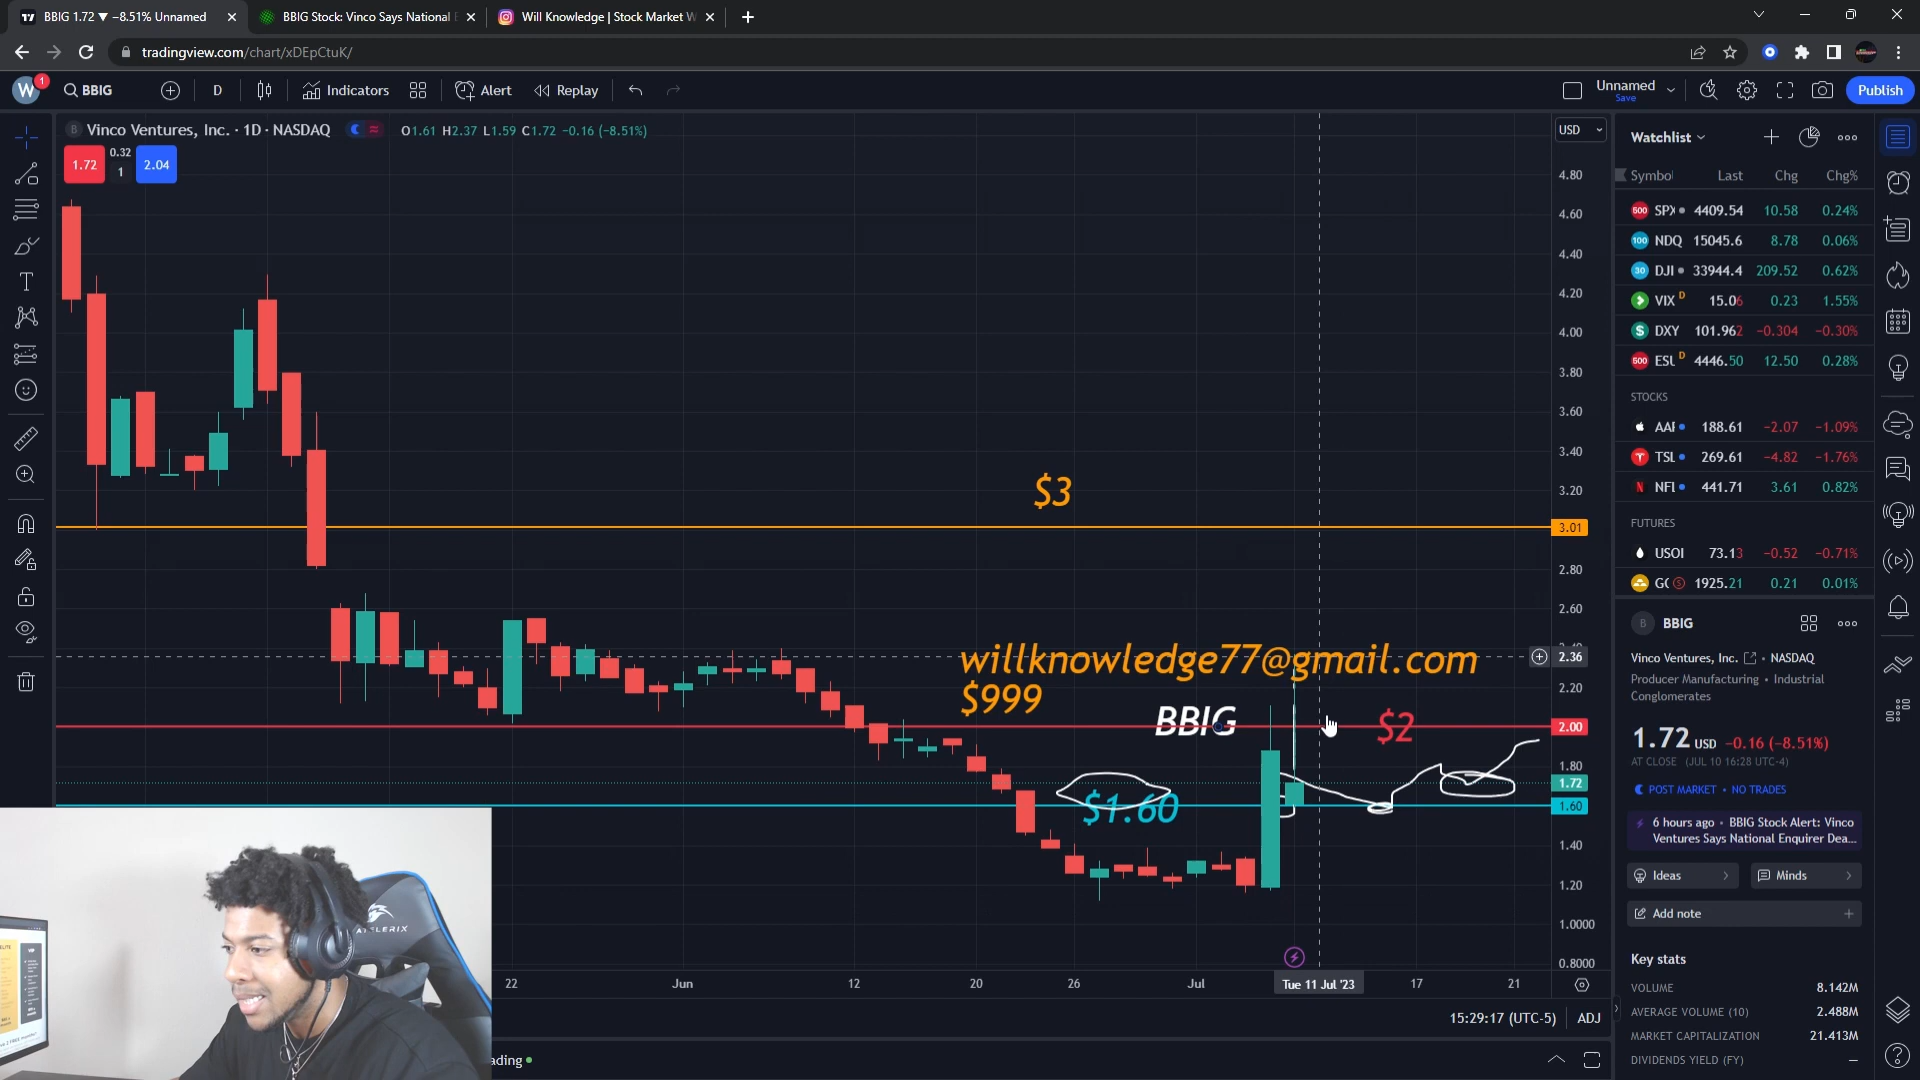 BBIG 1.72 ▼ −8.51% Unnamed
BBIG Stock: Vinco Says National E
Will Knowledge | Stock Market W
tradingview.com/chart/xDEpCtuK/
W 1
BBIG
D
Indicators
Alert
Replay
Unnamed
Save
Publish
B Vinco Ventures, Inc. · 1D · NASDAQ
O1.61 H2.37 L1.59 C1.72 −0.16 (−8.51%)
1.72
0.32
1
2.04
USD
4.80
4.60
4.40
4.20
4.00
3.80
3.60
3.40
3.20
3.01
2.80
2.60
2.36
2.20
2.00
1.80
1.72
1.60
1.40
1.20
1.0000
0.8000
$3
willknowledge77@gmail.com
$999
BBIG
$2
$1.60
22
Jun
12
20
26
Jul
Tue 11 Jul '23
17
21
15:29:17 (UTC-5)
ADJ
ading
Watchlist
Symbol Last Chg Chg%
500 SPX 4409.54 10.58 0.24%
100 NDQ 15045.6 8.78 0.06%
30 DJI 33944.4 209.52 0.62%
VIX D 15.06 0.23 1.55%
$ DXY 101.962 −0.304 −0.30%
500 ES D 4446.50 12.50 0.28%
STOCKS
AA 188.61 −2.07 −1.09%
TSL 269.61 −4.82 −1.76%
N NFL 441.71 3.61 0.82%
FUTURES
USOI 73.13 −0.52 −0.71%
GO 1925.21 0.21 0.01%
B BBIG
Vinco Ventures, Inc. • NASDAQ
Producer Manufacturing • Industrial
Conglomerates
1.72 USD −0.16 (−8.51%)
AT CLOSE (JUL 10 16:28 UTC-4)
POST MARKET • NO TRADES
6 hours ago • BBIG Stock Alert: Vinco
Ventures Says National Enquirer Dea...
Ideas
Minds
Add note
Key stats
VOLUME 8.142M
AVERAGE VOLUME (10) 2.488M
MARKET CAPITALIZATION 21.413M
DIVIDENDS YIELD (FY) —